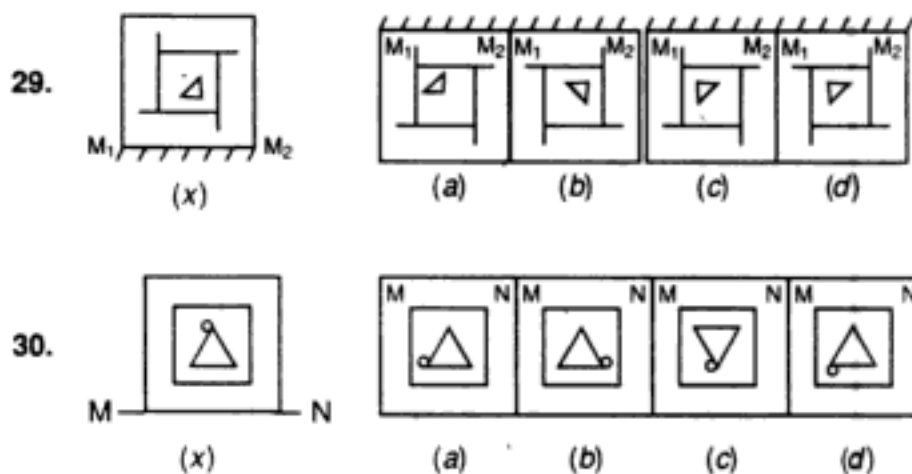 29.
M₁ M₂
(x)
M₁ M₂ M₁ M₂ M₁ M₂ M₁ M₂
(a) (b) (c) (d)
30.
M N
(x)
M N M N M N M N
(a) (b) (c) (d)